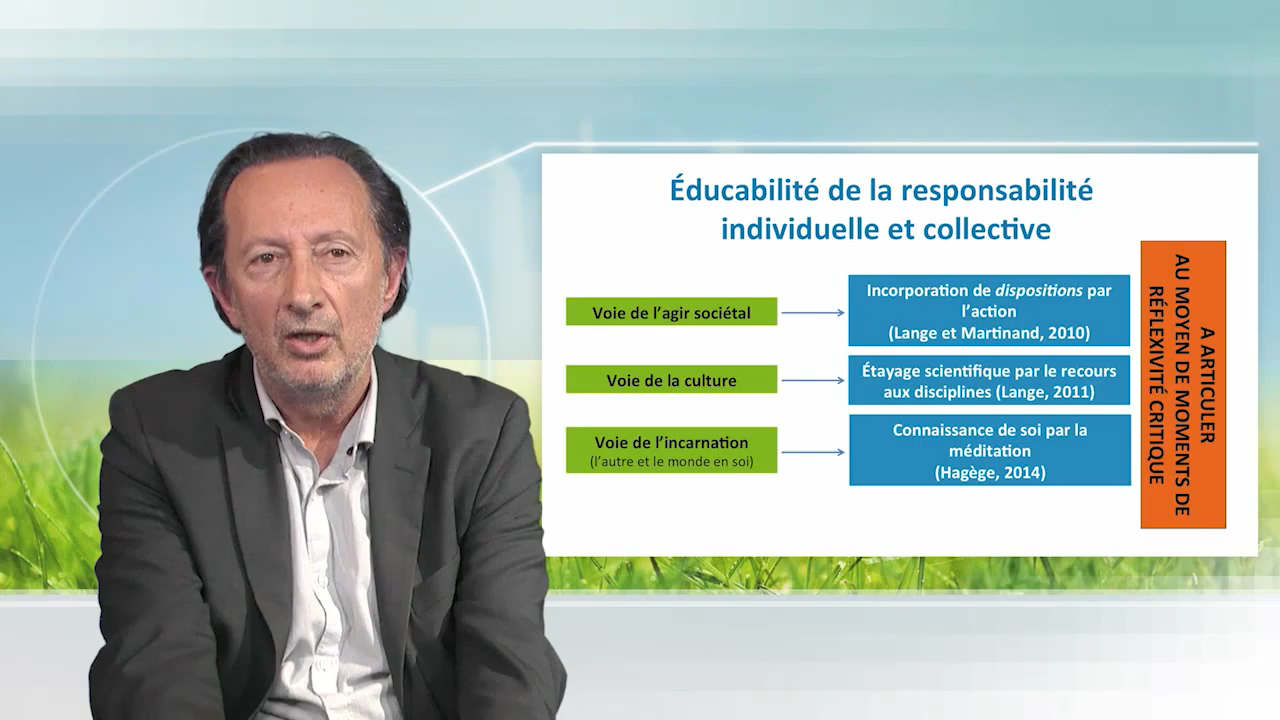 Éducabilité de la responsabilité
individuelle et collective
Voie de l’agir sociétal
Incorporation de dispositions par
l’action
(Lange et Martinand, 2010)
Voie de la culture
Étayage scientifique par le recours
aux disciplines (Lange, 2011)
Voie de l’incarnation
(l’autre et le monde en soi)
Connaissance de soi par la
méditation
(Hagège, 2014)
A ARTICULER
AU MOYEN DE MOMENTS DE
RÉFLEXIVITÉ CRITIQUE